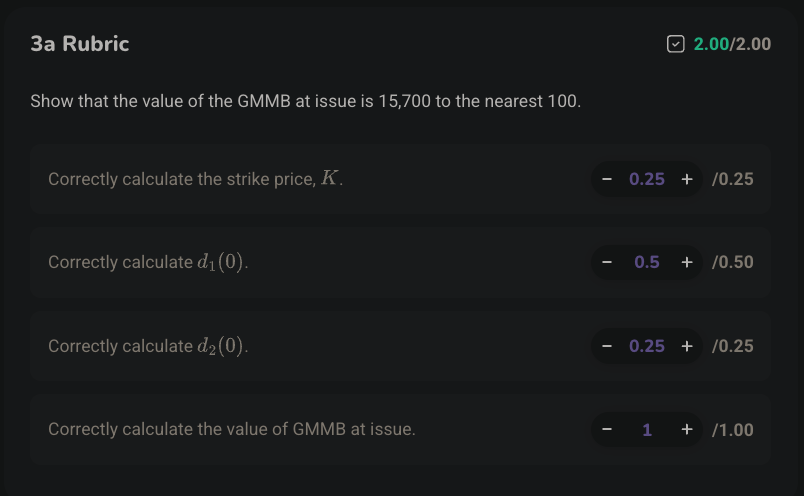 3a Rubric 2.00/2.00
Show that the value of the GMMB at issue is 15,700 to the nearest 100.
Correctly calculate the strike price, K. − 0.25 + /0.25
Correctly calculate d₁(0). − 0.5 + /0.50
Correctly calculate d₂(0). − 0.25 + /0.25
Correctly calculate the value of GMMB at issue. − 1 + /1.00